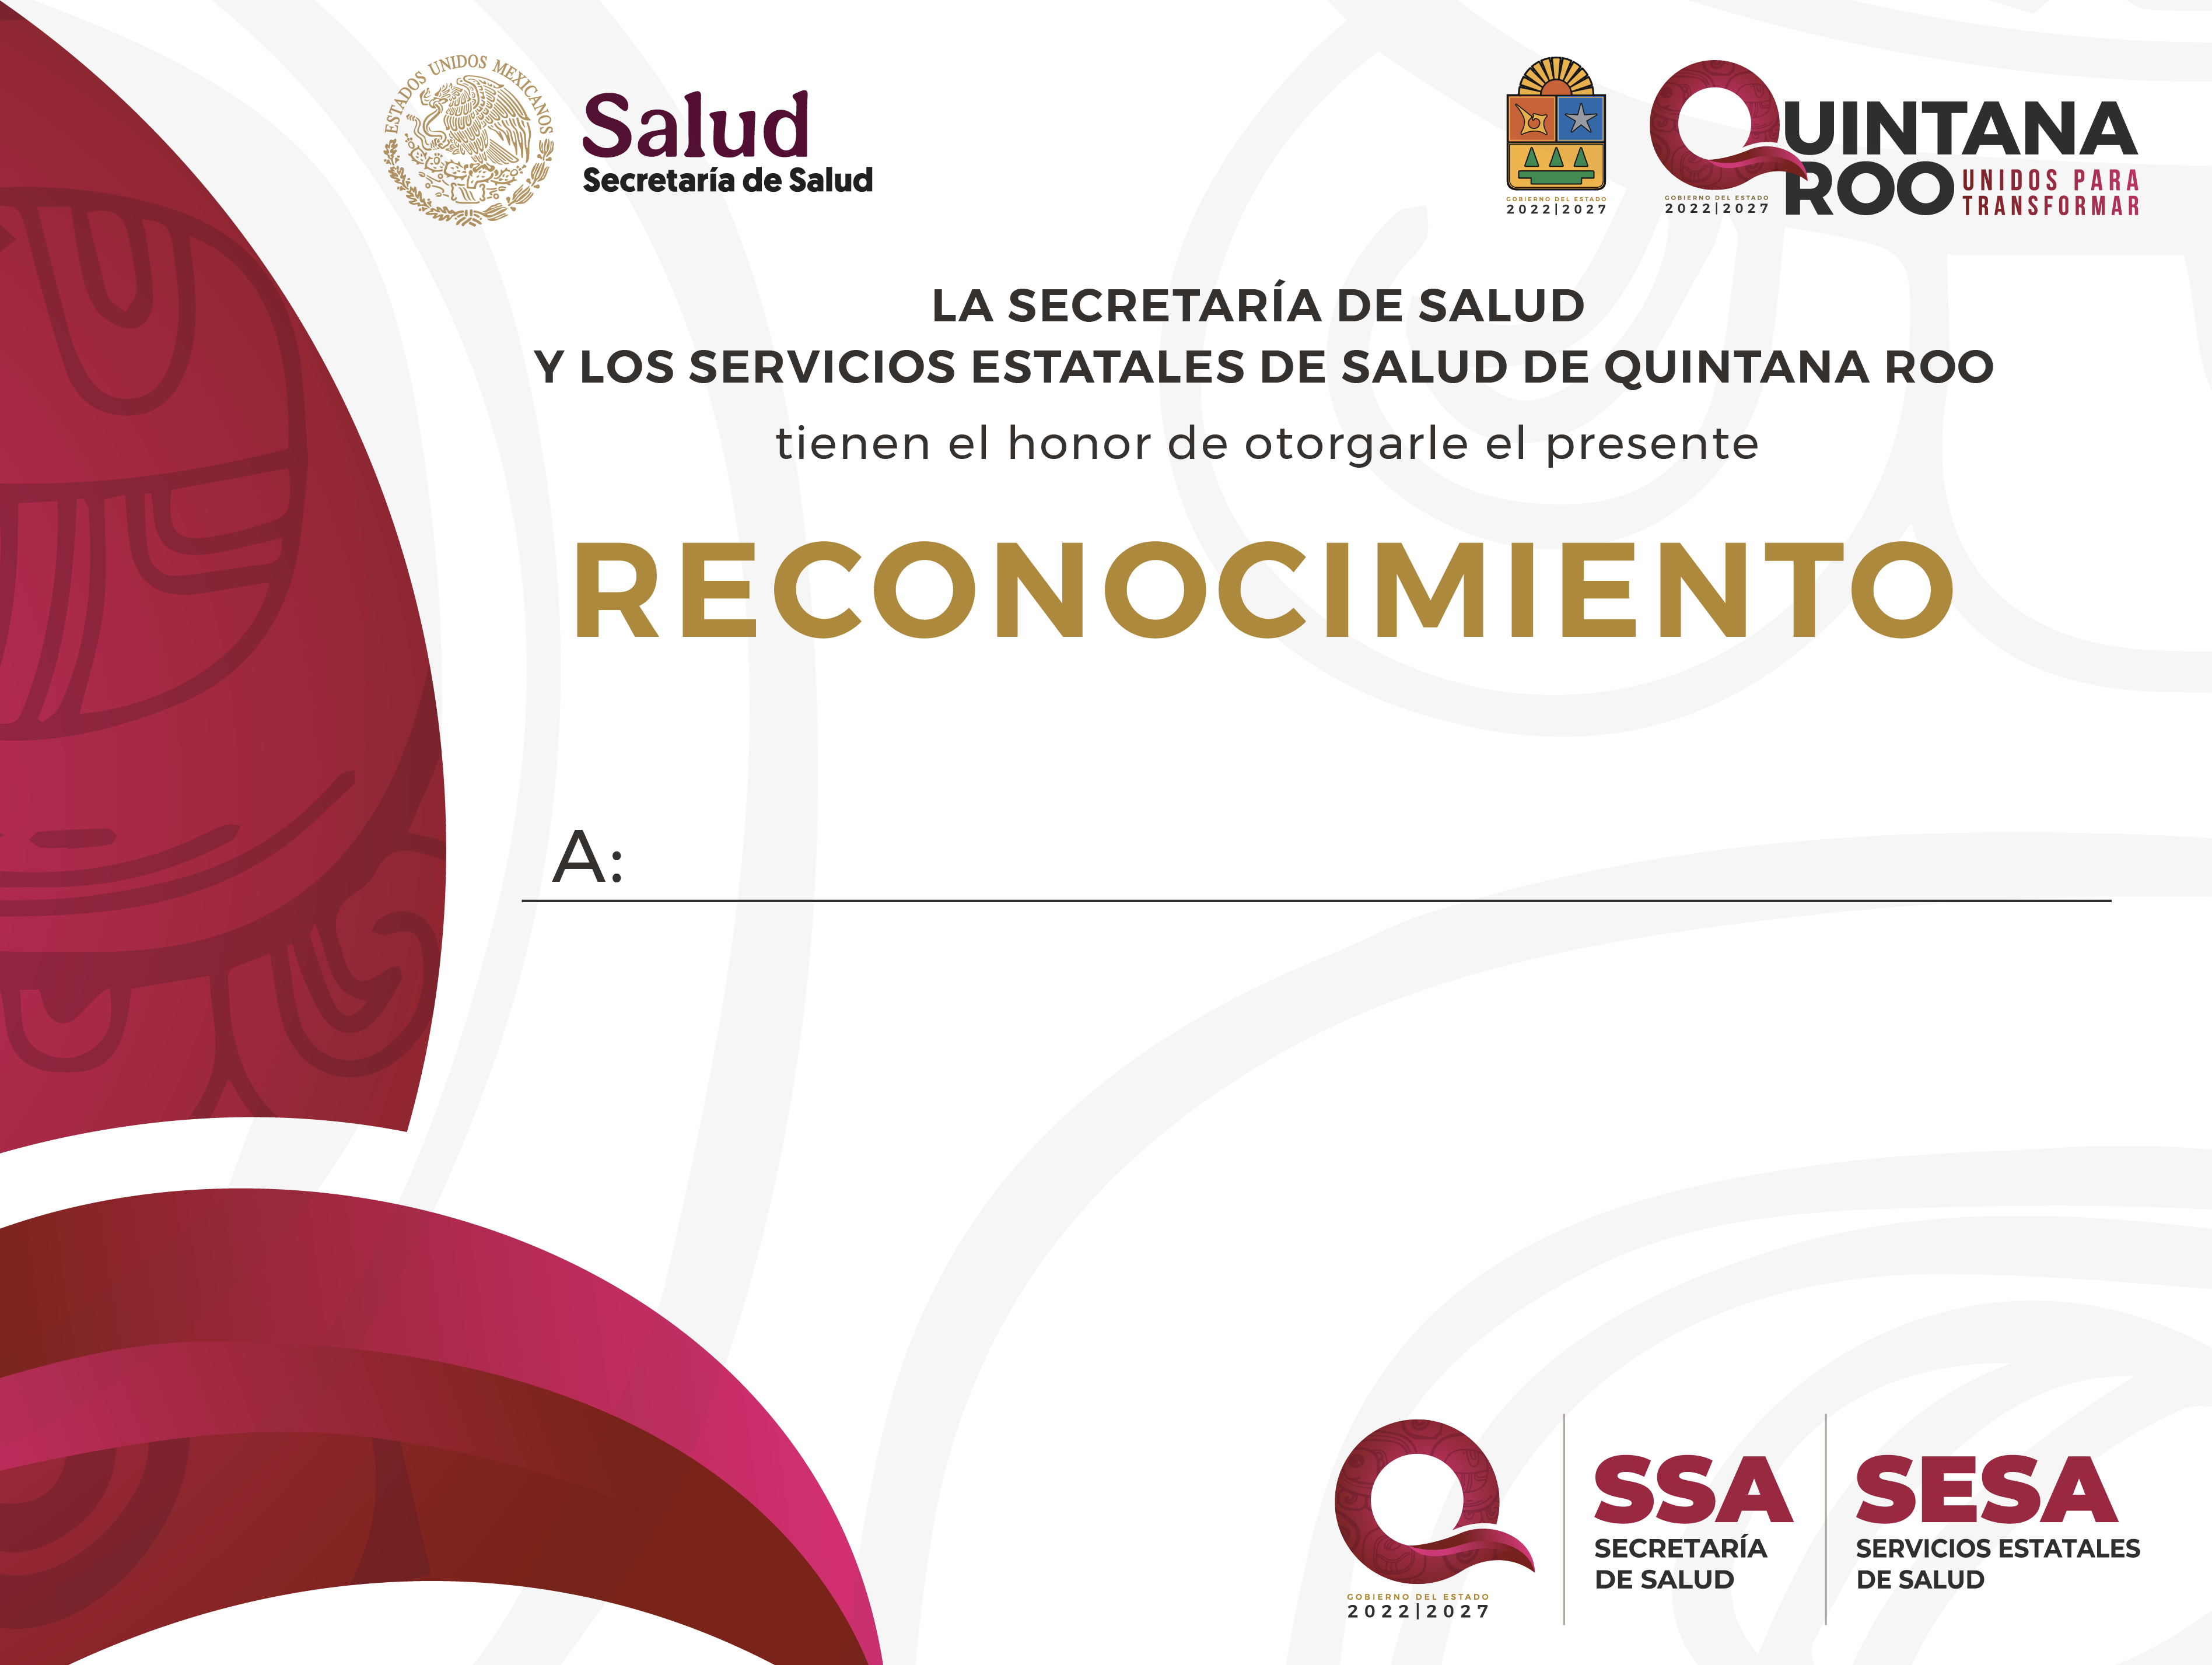 ESTADOS UNIDOS MEXICANOS
Salud
Secretaría de Salud
GOBIERNO DEL ESTADO
2022|2027
GOBIERNO DEL ESTADO
2022|2027
QUINTANA
ROO
UNIDOS PARA
TRANSFORMAR
LA SECRETARÍA DE SALUD
Y LOS SERVICIOS ESTATALES DE SALUD DE QUINTANA ROO
tienen el honor de otorgarle el presente
RECONOCIMIENTO
A:
GOBIERNO DEL ESTADO
2022|2027
SSA
SECRETARÍA
DE SALUD
SESA
SERVICIOS ESTATALES
DE SALUD